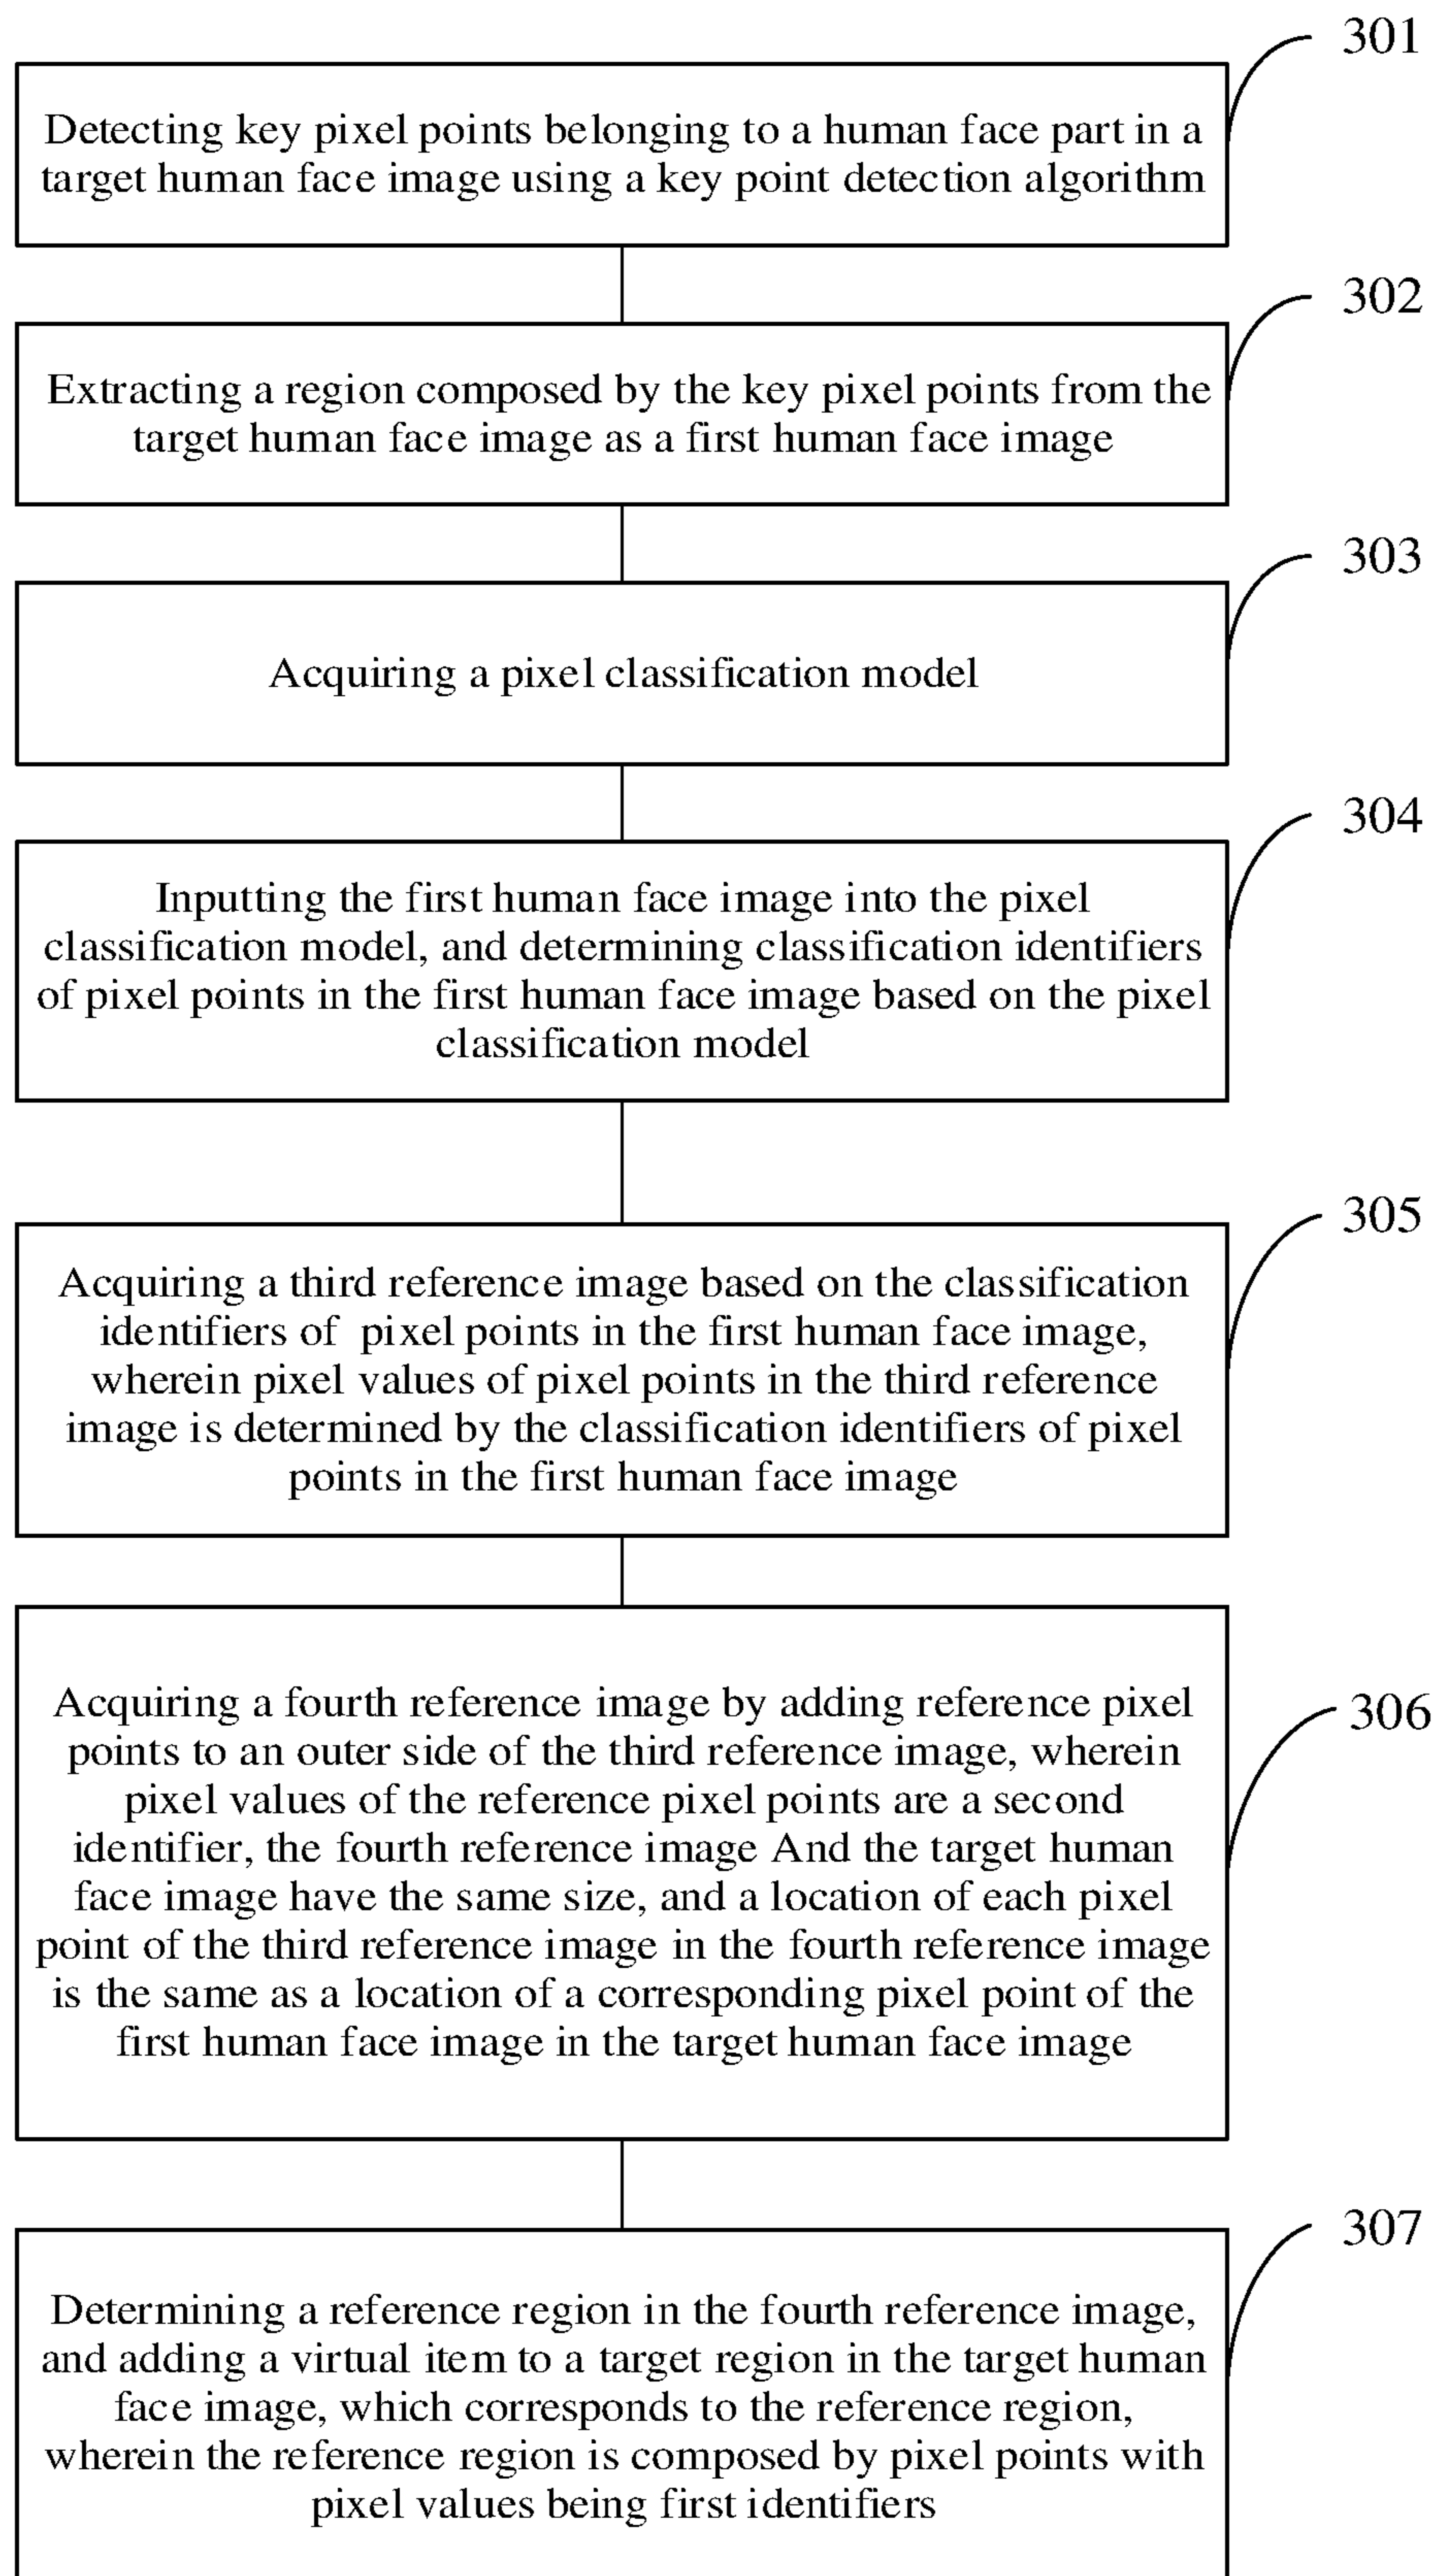 301
Detecting key pixel points belonging to a human face part in a
target human face image using a key point detection algorithm
302
Extracting a region composed by the key pixel points from the
target human face image as a first human face image
303
Acquiring a pixel classification model
304
Inputting the first human face image into the pixel
classification model, and determining classification identifiers
of pixel points in the first human face image based on the pixel
classification model
305
Acquiring a third reference image based on the classification
identifiers of pixel points in the first human face image,
wherein pixel values of pixel points in the third reference
image is determined by the classification identifiers of pixel
points in the first human face image
306
Acquiring a fourth reference image by adding reference pixel
points to an outer side of the third reference image, wherein
pixel values of the reference pixel points are a second
identifier, the fourth reference image And the target human
face image have the same size, and a location of each pixel
point of the third reference image in the fourth reference image
is the same as a location of a corresponding pixel point of the
first human face image in the target human face image
307
Determining a reference region in the fourth reference image,
and adding a virtual item to a target region in the target human
face image, which corresponds to the reference region,
wherein the reference region is composed by pixel points with
pixel values being first identifiers